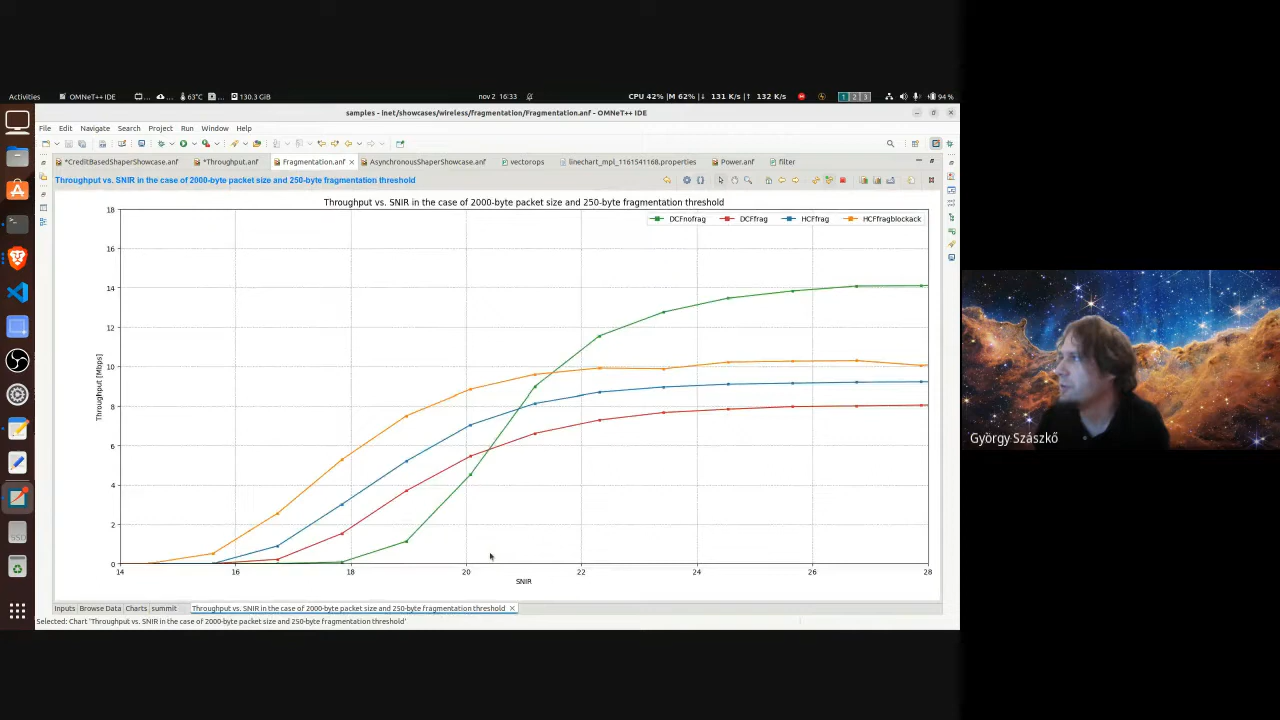 Activities OMNeT++ IDE ... ... 63°C ... 130.3 GiB nov 2 16:33 CPU 42% M 62% 131 K/s 132 K/s 1 2 3 94 %
samples - inet/showcases/wireless/fragmentation/Fragmentation.anf - OMNeT++ IDE
File Edit Navigate Search Project Run Window Help
*CreditBasedShaperShowcase.anf *Throughput.anf Fragmentation.anf AsynchronousShaperShowcase.anf vectorops linechart_mpl_1161541168.properties Power.anf filter
Throughput vs. SNIR in the case of 2000-byte packet size and 250-byte fragmentation threshold
Throughput vs. SNIR in the case of 2000-byte packet size and 250-byte fragmentation threshold
DCFnofrag DCFfrag HCFfrag HCFfragblockack
18
16
14
12
10
8
6
4
2
0
Throughput [Mbps]
14 16 18 20 22 24 26 28
SNIR
György Szászkő
SSD
Inputs Browse Data Charts summit Throughput vs. SNIR in the case of 2000-byte packet size and 250-byte fragmentation threshold
Selected: Chart 'Throughput vs. SNIR in the case of 2000-byte packet size and 250-byte fragmentation threshold'